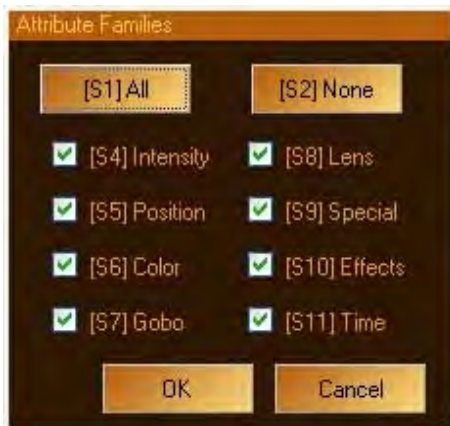 Attribute Families
[S1] All [S2] None
[S4] Intensity [S8] Lens
[S5] Position [S9] Special
[S6] Color [S10] Effects
[S7] Gobo [S11] Time
OK Cancel